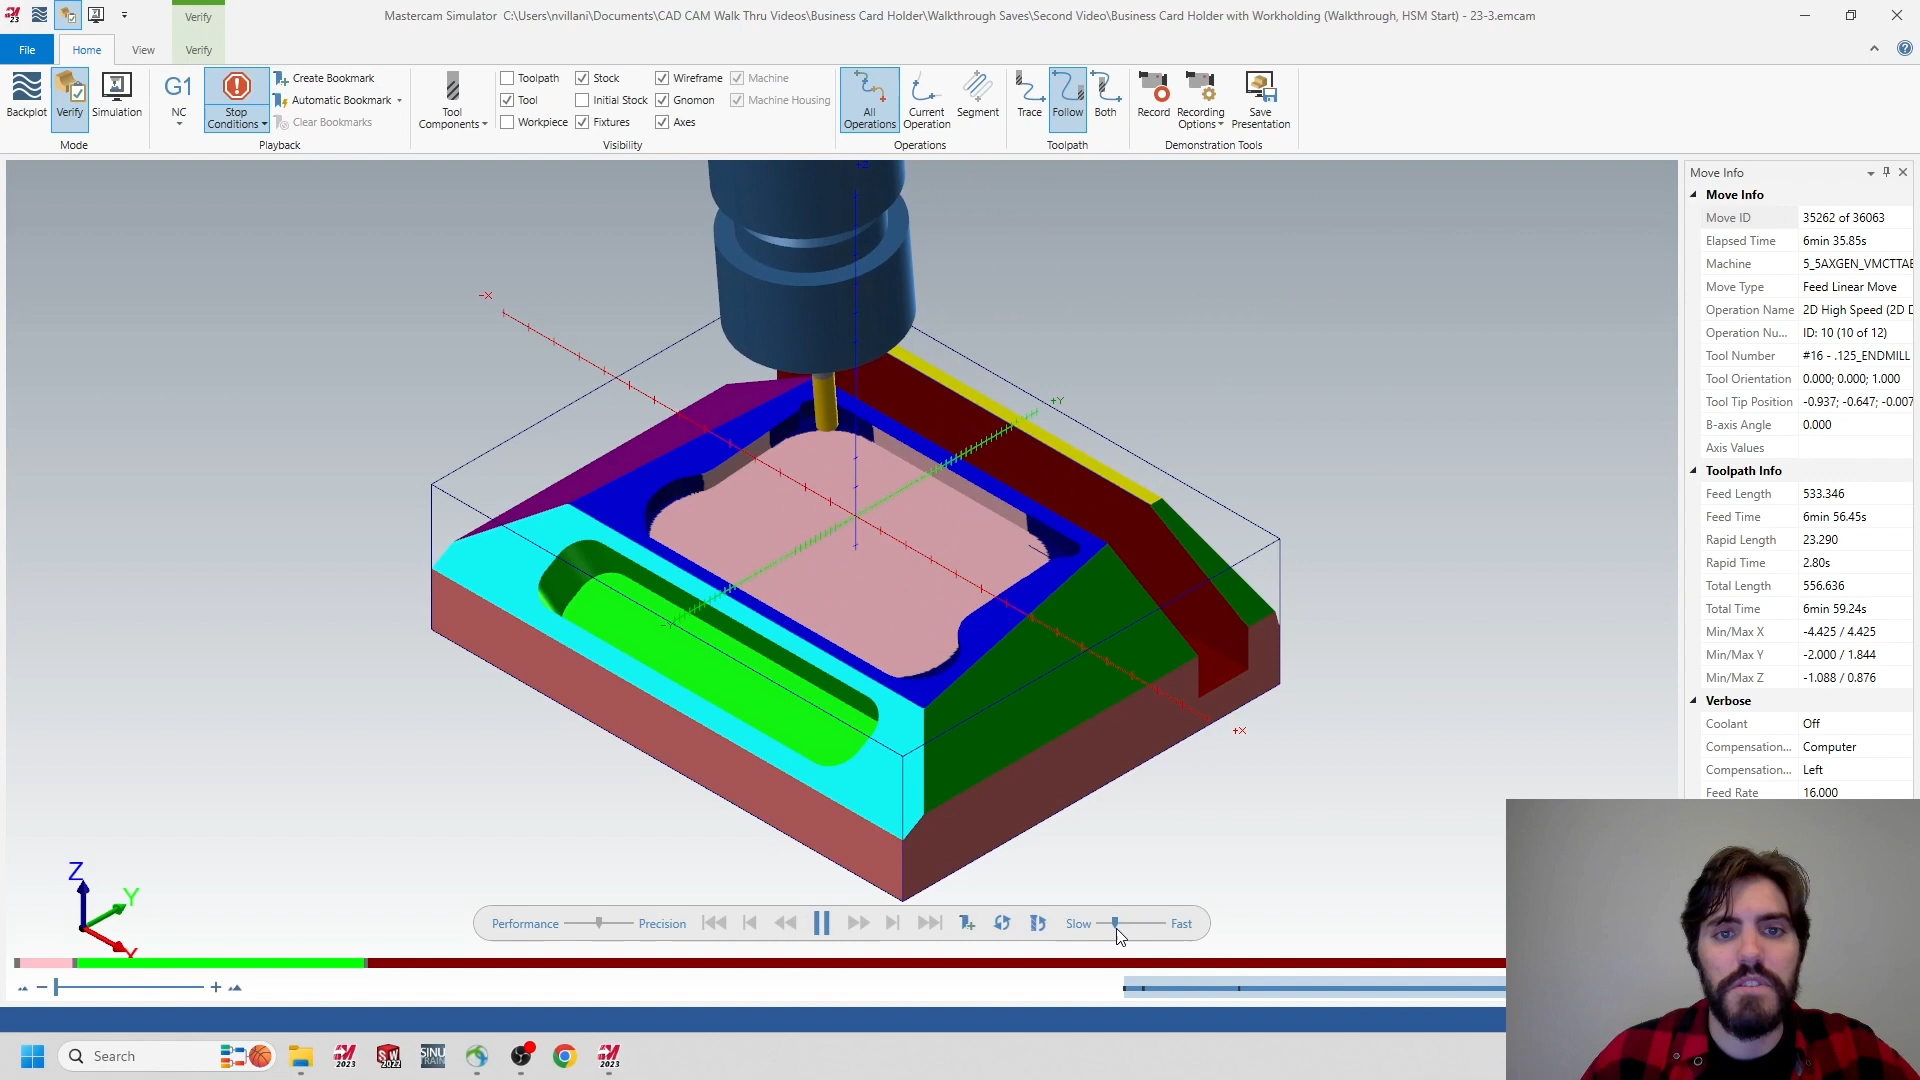 Verify
Mastercam Simulator C:\Users\nvillani\Documents\CAD CAM Walk Thru Videos\Business Card Holder\Walkthrough Saves\Second Video\Business Card Holder with Workholding (Walkthrough, HSM Start) - 23-3.emcam
File
Home
View
Verify
Backplot
Verify
Simulation
Mode
G1
NC
Stop Conditions
Create Bookmark
Automatic Bookmark
Clear Bookmarks
Playback
Tool Components
Toolpath
Stock
Wireframe
Machine
Tool
Initial Stock
Gnomon
Machine Housing
Workpiece
Fixtures
Axes
Visibility
All Operations
Current Operation
Segment
Operations
Trace
Follow
Both
Toolpath
Record
Recording Options
Save Presentation
Demonstration Tools
Move Info
Move Info
Move ID 35262 of 36063
Elapsed Time 6min 35.85s
Machine 5_5AXGEN_VMCTTAE
Move Type Feed Linear Move
Operation Name 2D High Speed (2D D
Operation Nu... ID: 10 (10 of 12)
Tool Number #16 - .125_ENDMILL
Tool Orientation 0.000; 0.000; 1.000
Tool Tip Position -0.937; -0.647; -0.007
B-axis Angle 0.000
Axis Values
Toolpath Info
Feed Length 533.346
Feed Time 6min 56.45s
Rapid Length 23.290
Rapid Time 2.80s
Total Length 556.636
Total Time 6min 59.24s
Min/Max X -4.425 / 4.425
Min/Max Y -2.000 / 1.844
Min/Max Z -1.088 / 0.876
Verbose
Coolant Off
Compensation... Computer
Compensation... Left
Feed Rate 16.000
-X
+Y
-Y
+X
Z
Y
Performance
Precision
Slow
Fast
Search
2023
SW 2022
SINU TRAIN
2023